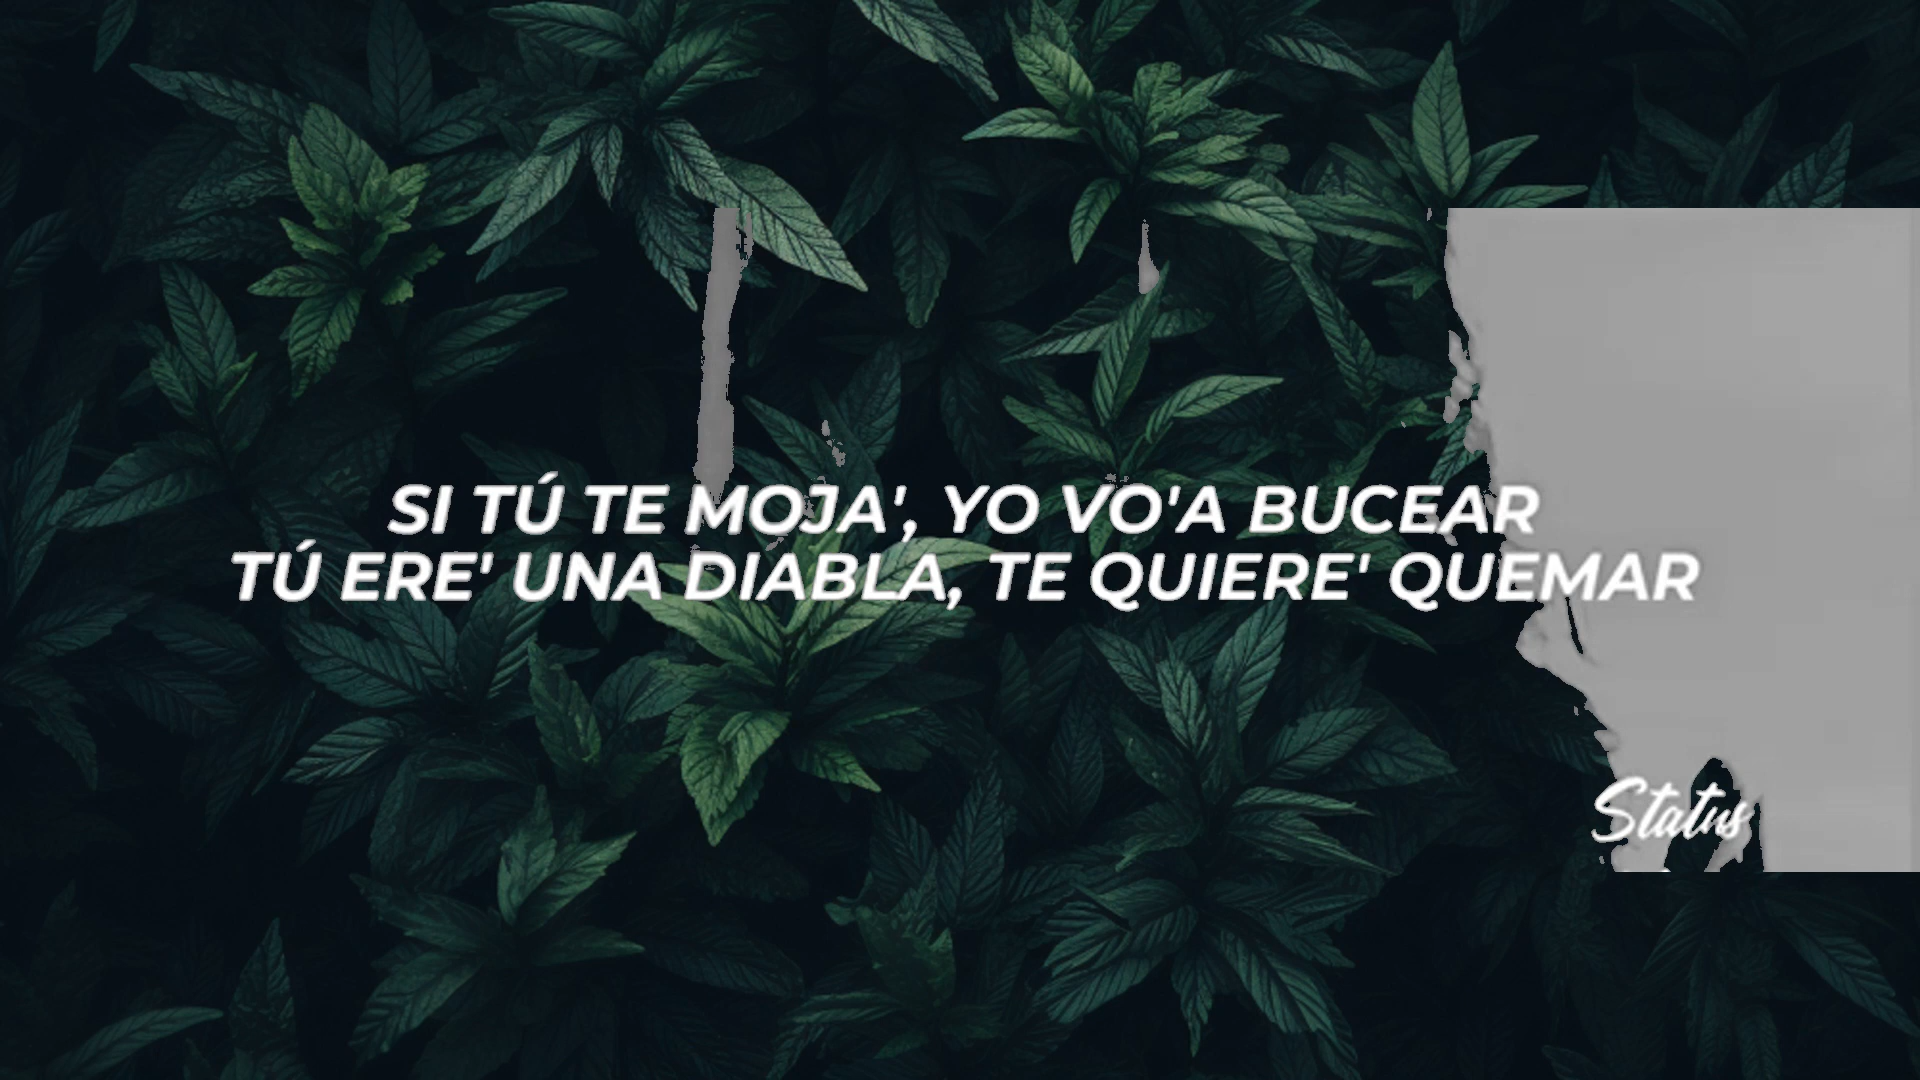 SI TÚ TE MOJA', YO VO'A BUCEAR
TÚ ERE' UNA DIABLA, TE QUIERE' QUEMAR
Status